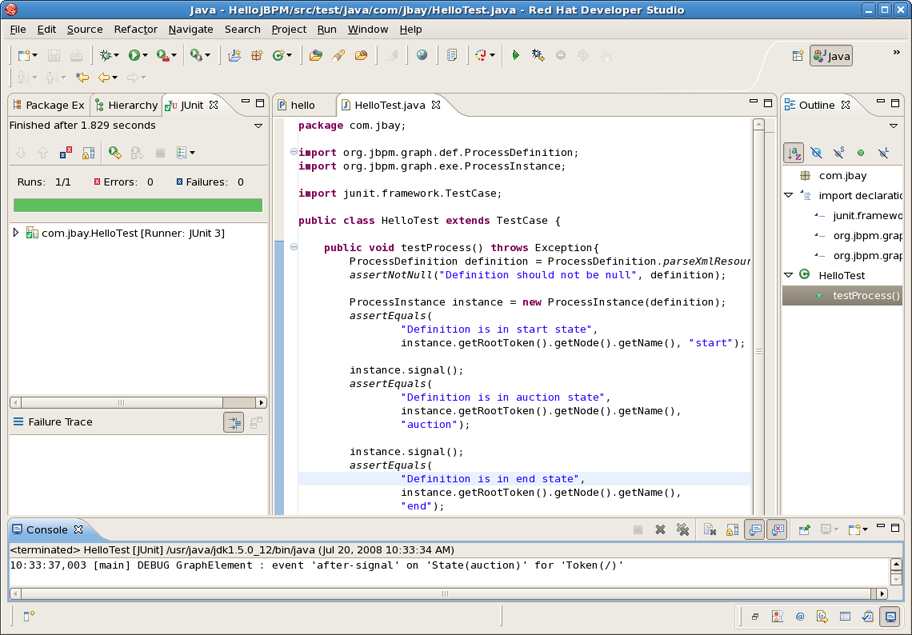 Java - HellojBPM/src/test/java/com/jbay/HelloTest.java - Red Hat Developer Studio
File Edit Source Refactor Navigate Search Project Run Window Help
Java
Package Ex Hierarchy JUnit
Finished after 1.829 seconds
Runs: 1/1 Errors: 0 Failures: 0
com.jbay.HelloTest [Runner: JUnit 3]
Failure Trace
hello HelloTest.java
package com.jbay;
import org.jbpm.graph.def.ProcessDefinition;
import org.jbpm.graph.exe.ProcessInstance;
import junit.framework.TestCase;
public class HelloTest extends TestCase {
public void testProcess() throws Exception{
ProcessDefinition definition = ProcessDefinition.parseXmlResour
assertNotNull("Definition should not be null", definition);
ProcessInstance instance = new ProcessInstance(definition);
assertEquals(
"Definition is in start state",
instance.getRootToken().getNode().getName(), "start");
instance.signal();
assertEquals(
"Definition is in auction state",
instance.getRootToken().getNode().getName(),
"auction");
instance.signal();
assertEquals(
"Definition is in end state",
instance.getRootToken().getNode().getName(),
"end");
Outline
com.jbay
import declaratio
junit.framewo
org.jbpm.grap
org.jbpm.grap
HelloTest
testProcess()
Console
<terminated> HelloTest [JUnit] /usr/java/jdk1.5.0_12/bin/java (Jul 20, 2008 10:33:34 AM)
10:33:37,003 [main] DEBUG GraphElement : event 'after-signal' on 'State(auction)' for 'Token(/)'